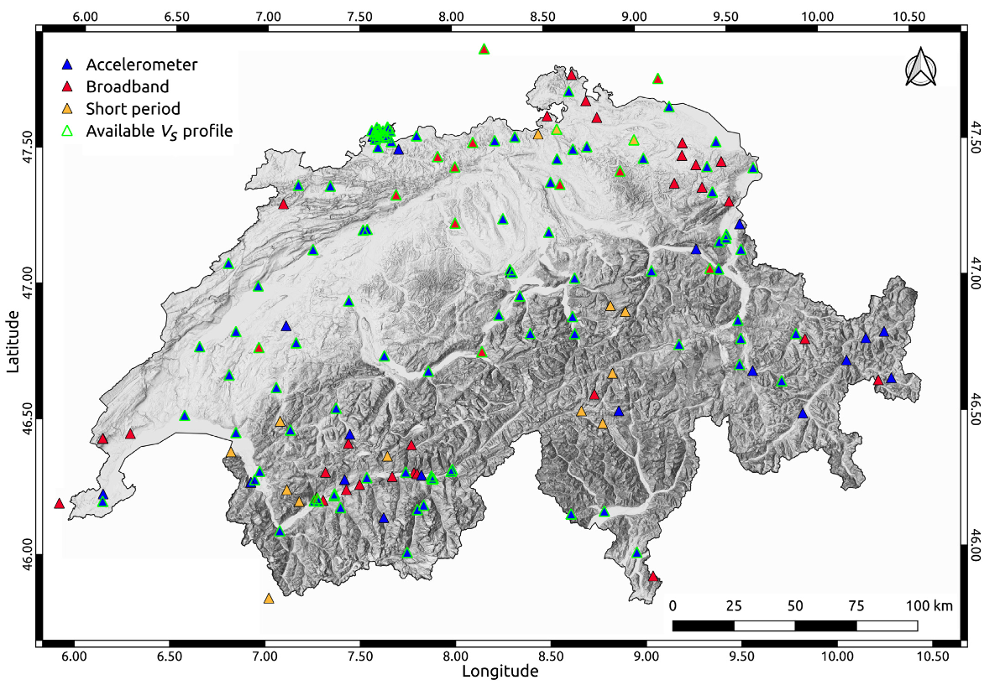 6.00 6.50 7.00 7.50 8.00 8.50 9.00 9.50 10.00 10.50
Accelerometer
Broadband
Short period
Available Vs profile
47.50 47.50
47.00 47.00
46.50 46.50
46.00 46.00
Latitude
0 25 50 75 100 km
6.00 6.50 7.00 7.50 8.00 8.50 9.00 9.50 10.00 10.50
Longitude